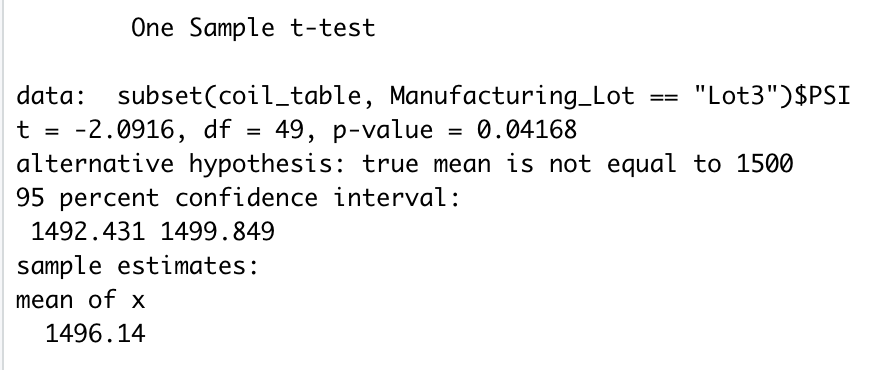 One Sample t-test
data:  subset(coil_table, Manufacturing_Lot == "Lot3")$PSI
t = -2.0916, df = 49, p-value = 0.04168
alternative hypothesis: true mean is not equal to 1500
95 percent confidence interval:
1492.431 1499.849
sample estimates:
mean of x
1496.14